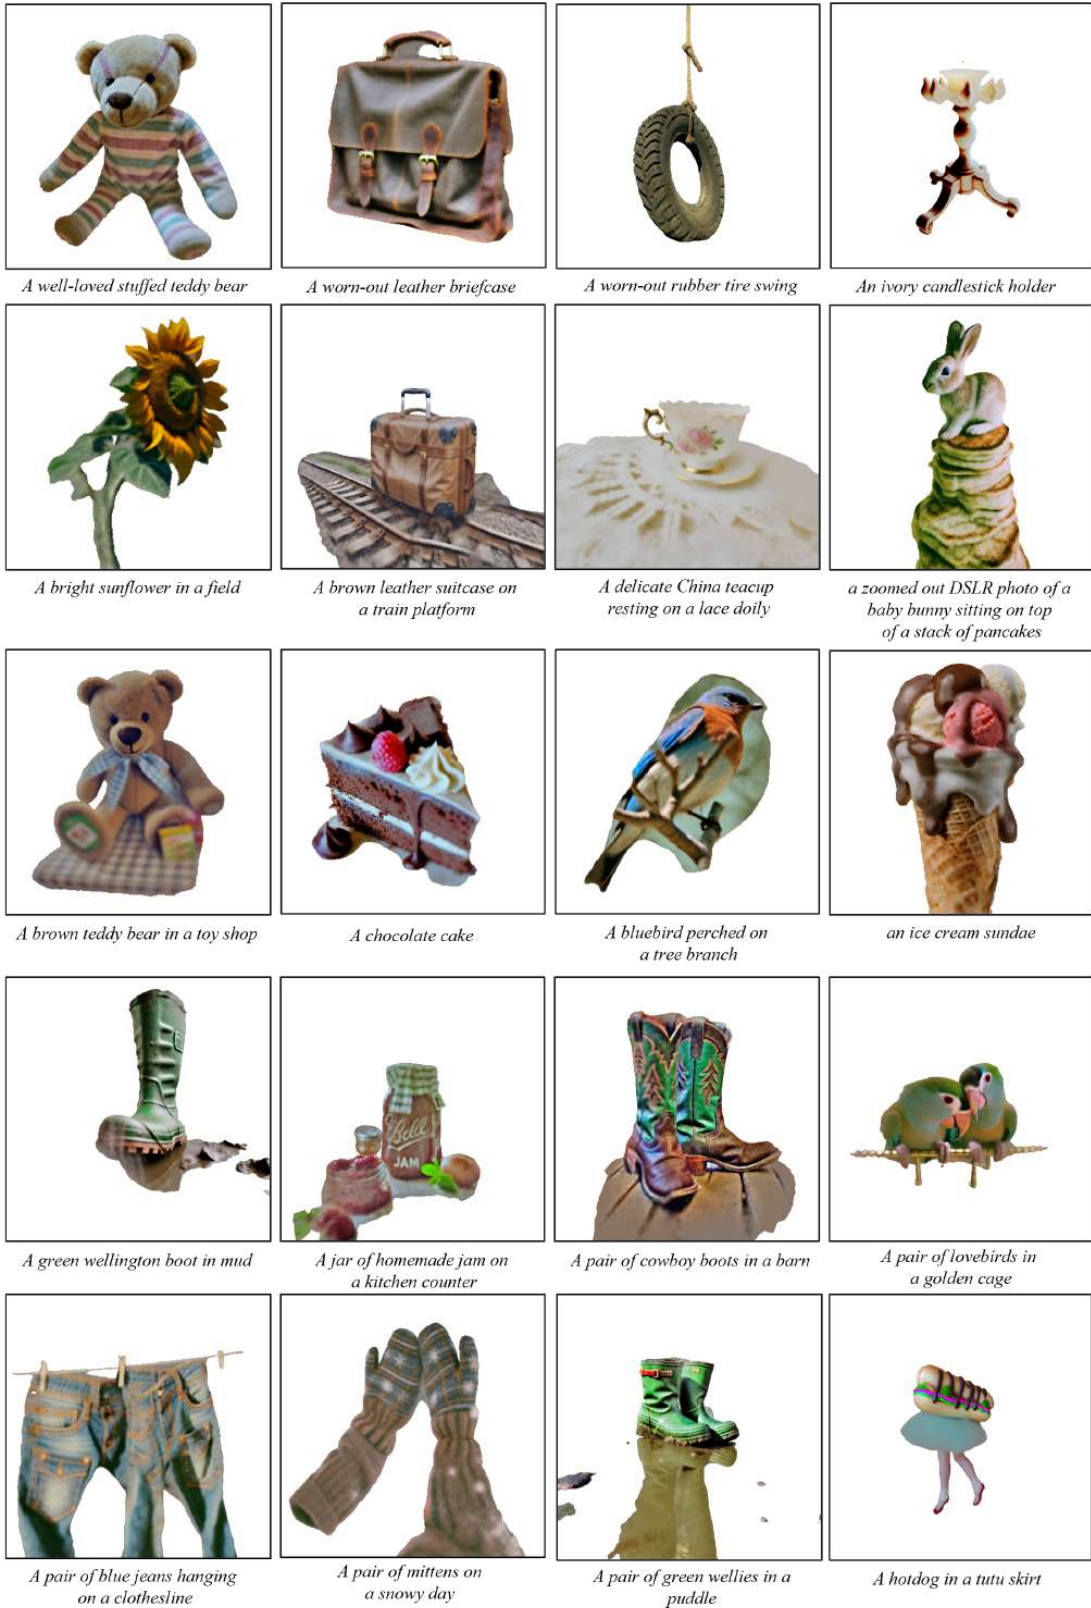 A well-loved stuffed teddy bear
A worn-out leather briefcase
A worn-out rubber tire swing
An ivory candlestick holder
A bright sunflower in a field
A brown leather suitcase on
a train platform
A delicate China teacup
resting on a lace doily
a zoomed out DSLR photo of a
baby bunny sitting on top
of a stack of pancakes
A brown teddy bear in a toy shop
A chocolate cake
A bluebird perched on
a tree branch
an ice cream sundae
Bell
JAM
A green wellington boot in mud
A jar of homemade jam on
a kitchen counter
A pair of cowboy boots in a barn
A pair of lovebirds in
a golden cage
A pair of blue jeans hanging
on a clothesline
A pair of mittens on
a snowy day
A pair of green wellies in a
puddle
A hotdog in a tutu skirt